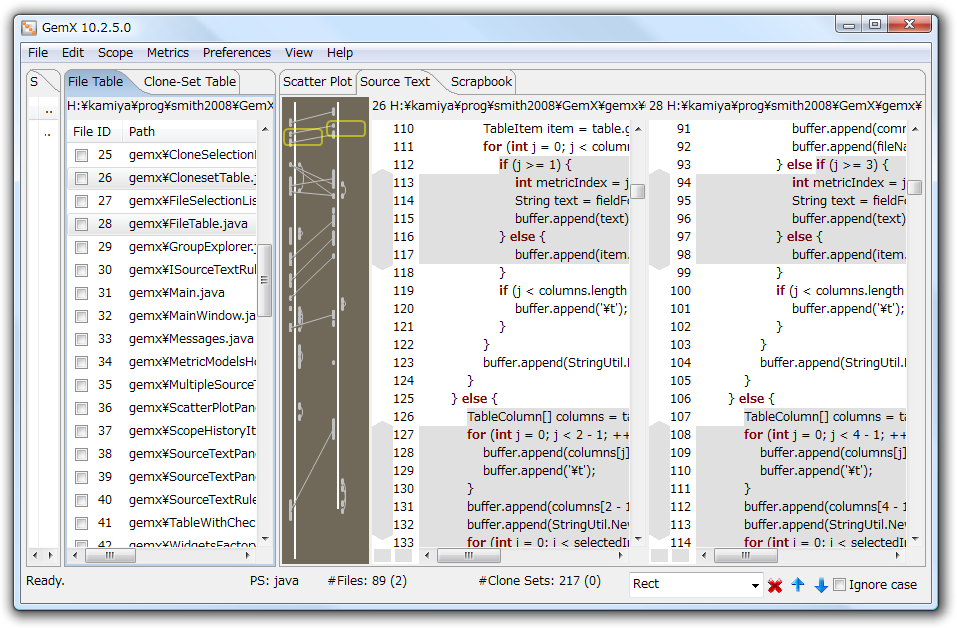 GemX 10.2.5.0
File Edit Scope Metrics Preferences View Help
S File Table Clone-Set Table Scatter Plot Source Text Scrapbook
..
H:¥kamiya¥prog¥smith2008¥GemX
26 H:¥kamiya¥prog¥smith2008¥GemX¥gemx¥
28 H:¥kamiya¥prog¥smith2008¥GemX¥gemx¥
..
File ID Path
25 gemx¥CloneSelectionl
26 gemx¥ClonesetTable.j
27 gemx¥FileSelectionLis
28 gemx¥FileTable.java
29 gemx¥GroupExplorer.j
30 gemx¥ISourceTextRul
31 gemx¥Main.java
32 gemx¥MainWindow.ja
33 gemx¥Messages.java
34 gemx¥MetricModelsHo
35 gemx¥MultipleSourceT
36 gemx¥ScatterPlotPan
37 gemx¥ScopeHistoryIt
38 gemx¥SourceTextPan
39 gemx¥SourceTextPan
40 gemx¥SourceTextRule
41 gemx¥TableWithChec
42 gemx¥WidgetsFactory
110 TableItem item = table.g
111 for (int j = 0; j < colum
112 if (j >= 1) {
113 int metricIndex = j
114 String text = fieldFo
115 buffer.append(text)
116 } else {
117 buffer.append(item.
118 }
119 if (j < columns.length
120 buffer.append('¥t');
121 }
122 }
123 buffer.append(StringUtil.N
124 }
125 } else {
126 TableColumn[] columns = ta
127 for (int j = 0; j < 2 - 1; ++
128 buffer.append(columns[j]
129 buffer.append('¥t');
130 }
131 buffer.append(columns[2 - 1
132 buffer.append(StringUtil.New
133 for (int i = 0; i < selectedIn
91 buffer.append(comm
92 buffer.append(fileNa
93 } else if (j >= 3) {
94 int metricIndex = j
95 String text = fieldFo
96 buffer.append(text)
97 } else {
98 buffer.append(item.
99 }
100 if (j < columns.length
101 buffer.append('¥t');
102 }
103 }
104 buffer.append(StringUtil.N
105 }
106 } else {
107 TableColumn[] columns = ta
108 for (int j = 0; j < 4 - 1; ++
109 buffer.append(columns[j]
110 buffer.append('¥t');
111 }
112 buffer.append(columns[4 - 1
113 buffer.append(StringUtil.New
114 for (int i = 0; i < selectedIn
Ready. PS: java #Files: 89 (2) #Clone Sets: 217 (0) Rect Ignore case